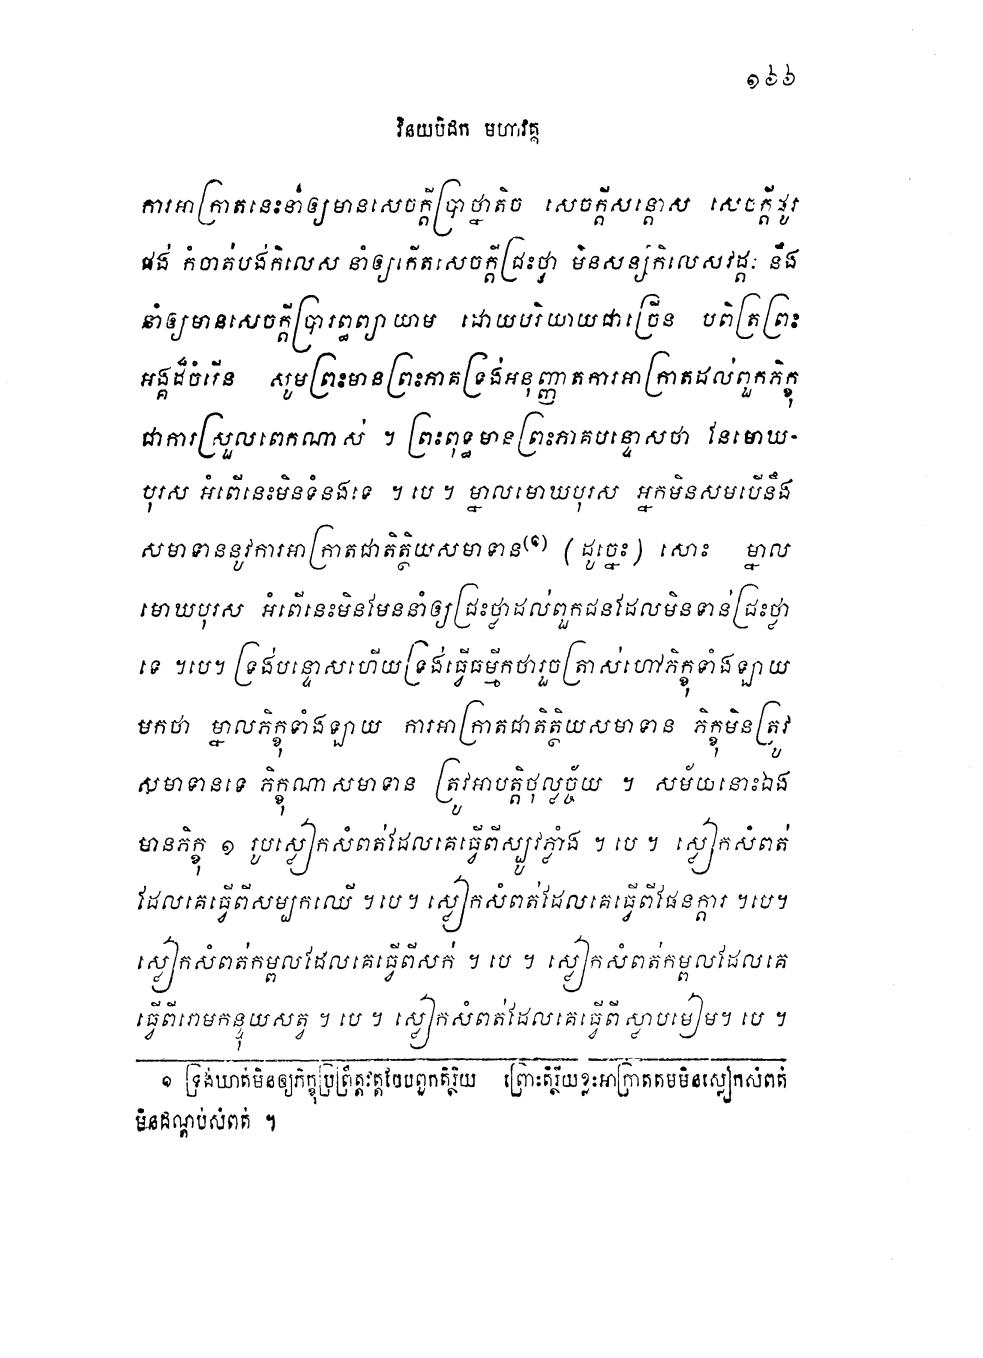 ១៦៦
វិនយបិដក មហាវគ្គ
ការអាក្រាតនេះនាំឲ្យមានសេចក្តីប្រាថ្នាតិច សេចក្តីសន្តោស សេចក្តីផូរ
ផង់ កំចាត់បង់កិលេស នាំឲ្យកើតសេចក្តីជ្រះថ្លា មិនសន្សំកិលេសវដ្តៈ នឹង
នាំឲ្យមានសេចក្តីប្រារព្ធព្យាយាម ដោយបរិយាយជាច្រើន បពិត្រព្រះ
អង្គដ៏ចំរើន សូមព្រះមានព្រះភាគទ្រង់អនុញ្ញាតការអាក្រាតដល់ពួកភិក្ខុ
ជាការស្រួលពេកណាស់ ។ ព្រះពុទ្ធមានព្រះភាគបន្ទោសថា នែមោឃ-
បុរស អំពើនេះមិនទំនងទេ ។ បេ ។ ម្នាលមោឃបុរស អ្នកមិនសមបើនឹង
សមាទាននូវការអាក្រាតជាតិត្ថិយសមាទាន(១) (ដូច្នេះ) សោះ ម្នាល
មោឃបុរស អំពើនេះមិនមែននាំឲ្យជ្រះថ្លាដល់ពួកជនដែលមិនទាន់ជ្រះថ្លា
ទេ ។បេ។ ទ្រង់បន្ទោសហើយទ្រង់ធ្វើធម្មីកថារួចត្រាស់ហៅភិក្ខុទាំងឡាយ
មកថា ម្នាលភិក្ខុទាំងឡាយ ការអាក្រាតជាតិត្ថិយសមាទាន ភិក្ខុមិនត្រូវ
សមាទានទេ ភិក្ខុណាសមាទាន ត្រូវអាបត្តិថុល្លច្ច័យ ។ សម័យនោះឯង
មានភិក្ខុ ១ រូបស្លៀកសំពត់ដែលគេធ្វើពីស្បូវភ្លាំង ។ បេ ។ ស្លៀកសំពត់
ដែលគេធ្វើពីសម្បកឈើ ។ បេ ។ ស្លៀកសំពត់ដែលគេធ្វើពីផែនក្តារ ។បេ។
ស្លៀកសំពត់កម្ពលដែលគេធ្វើពីសក់ ។ បេ ។ ស្លៀកសំពត់កម្ពលដែលគេ
ធ្វើពីរោមកន្ទុយសត្វ ។ បេ ។ ស្លៀកសំពត់ដែលគេធ្វើពីស្លាបមៀម។ បេ ។
១ ទ្រង់ឃាត់មិនឲ្យភិក្ខុប្រព្រឹត្តវត្តបែបពួកតិរ្ថិយ ព្រោះតិរ្ថិយខ្លះអាក្រាតតមមិនស្លៀកសំពត់
មិនដណ្តប់សំពត់ ។